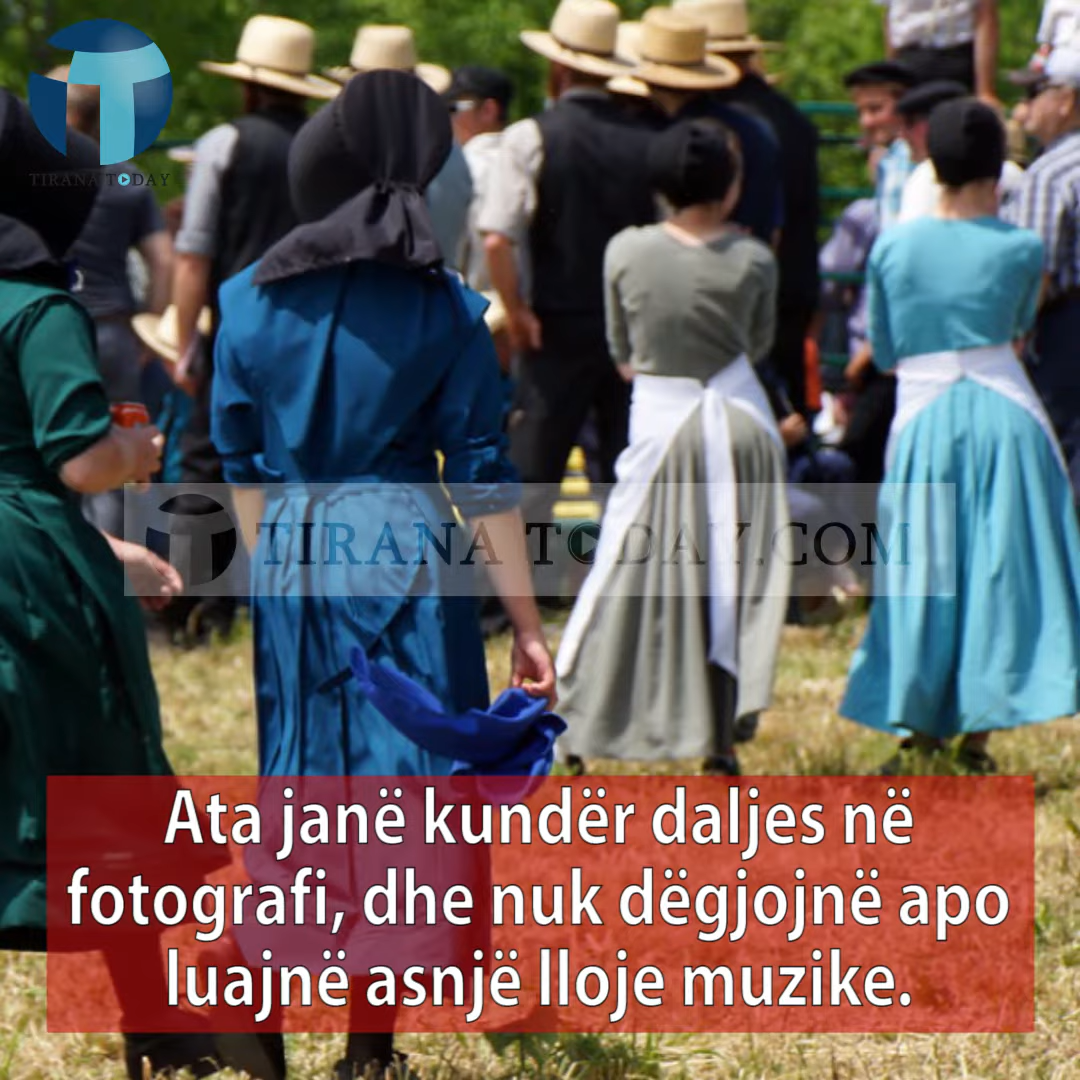 TIRANA TODAY
TIRANA TODAY.COM
Ata janë kundër daljes në
fotografi, dhe nuk dëgjojnë apo
luajnë asnjë lloje muzike.